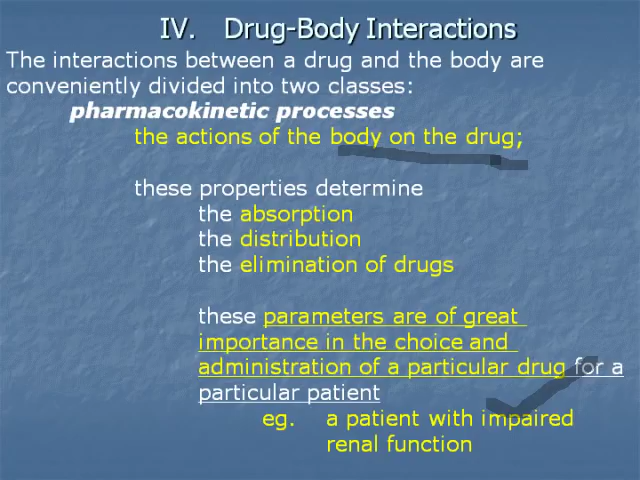 IV. Drug-Body Interactions
The interactions between a drug and the body are
conveniently divided into two classes:
pharmacokinetic processes
the actions of the body on the drug;
these properties determine
the absorption
the distribution
the elimination of drugs
these parameters are of great
importance in the choice and
administration of a particular drug for a
particular patient
eg. a patient with impaired
renal function